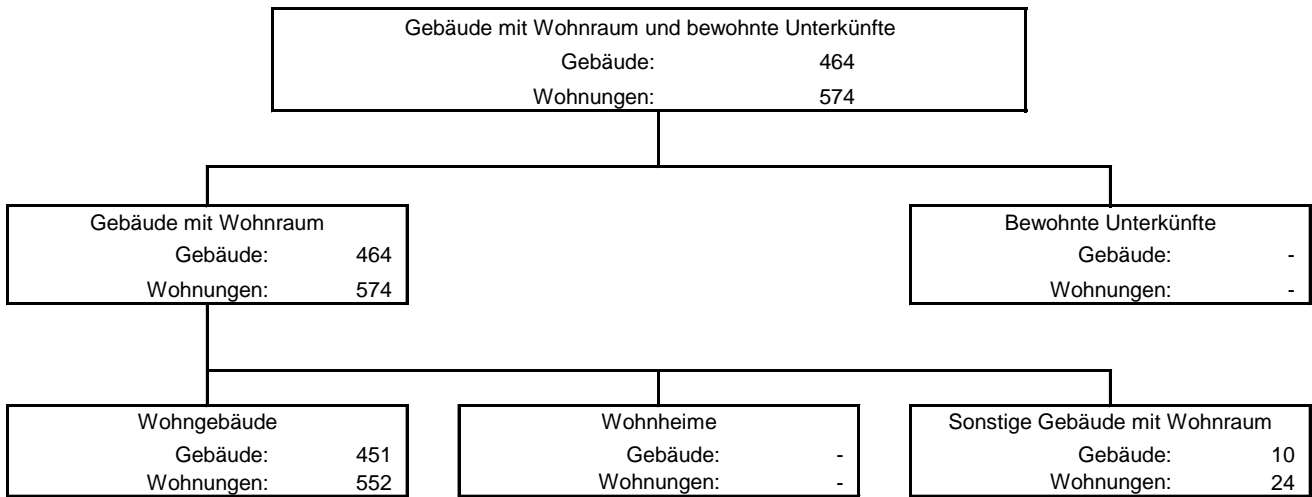 Gebäude mit Wohnraum und bewohnte Unterkünfte
Gebäude: 464
Wohnungen: 574
Gebäude mit Wohnraum
Gebäude: 464
Wohnungen: 574
Bewohnte Unterkünfte
Gebäude: -
Wohnungen: -
Wohngebäude
Gebäude: 451
Wohnungen: 552
Wohnheime
Gebäude: -
Wohnungen: -
Sonstige Gebäude mit Wohnraum
Gebäude: 10
Wohnungen: 24